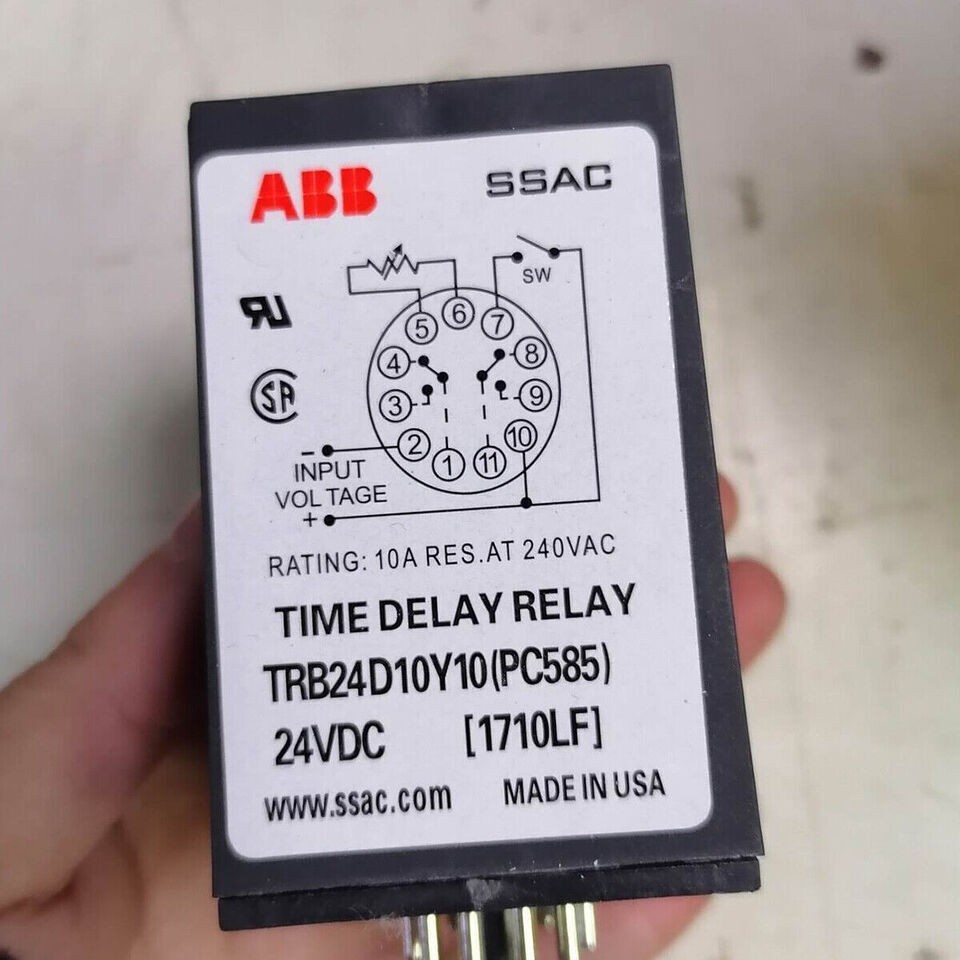 ABB SSAC
SW
6
5 7
4 8
3 9
2 10
1 11
−
INPUT
VOLTAGE
+
RATING: 10A RES.AT 240VAC
TIME DELAY RELAY
TRB24D10Y10(PC585)
24VDC [1710LF]
www.ssac.com MADE IN USA